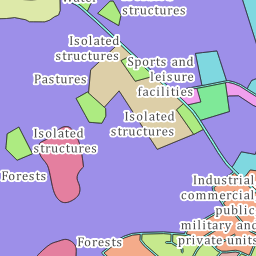 Water
structures
Isolated
structures
Sports and
leisure
facilities
Pastures
Isolated
structures
Isolated
structures
Forests
Industrial
commercial
public
military and
private units
Forests